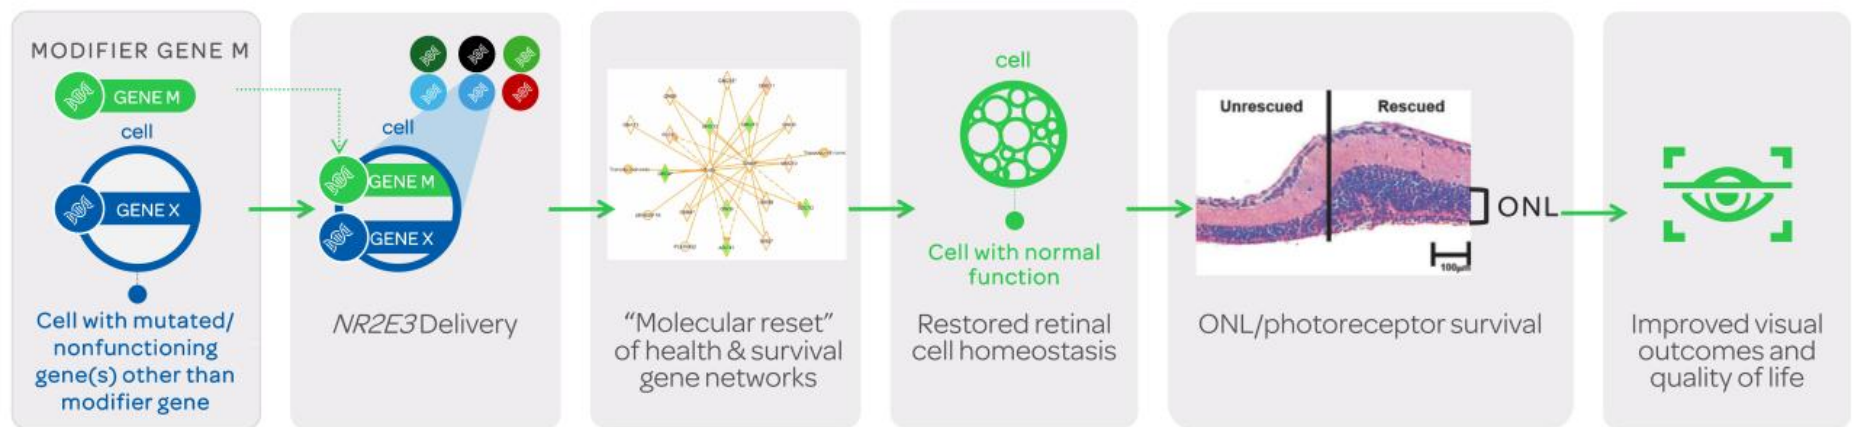 MODIFIER GENE M
GENE M
cell
GENE X
Cell with mutated/
nonfunctioning
gene(s) other than
modifier gene
cell
GENE M
GENE X
NR2E3 Delivery
“Molecular reset”
of health & survival
gene networks
cell
Cell with normal
function
Restored retinal
cell homeostasis
Unrescued
Rescued
ONL
100μm
ONL/photoreceptor survival
Improved visual
outcomes and
quality of life